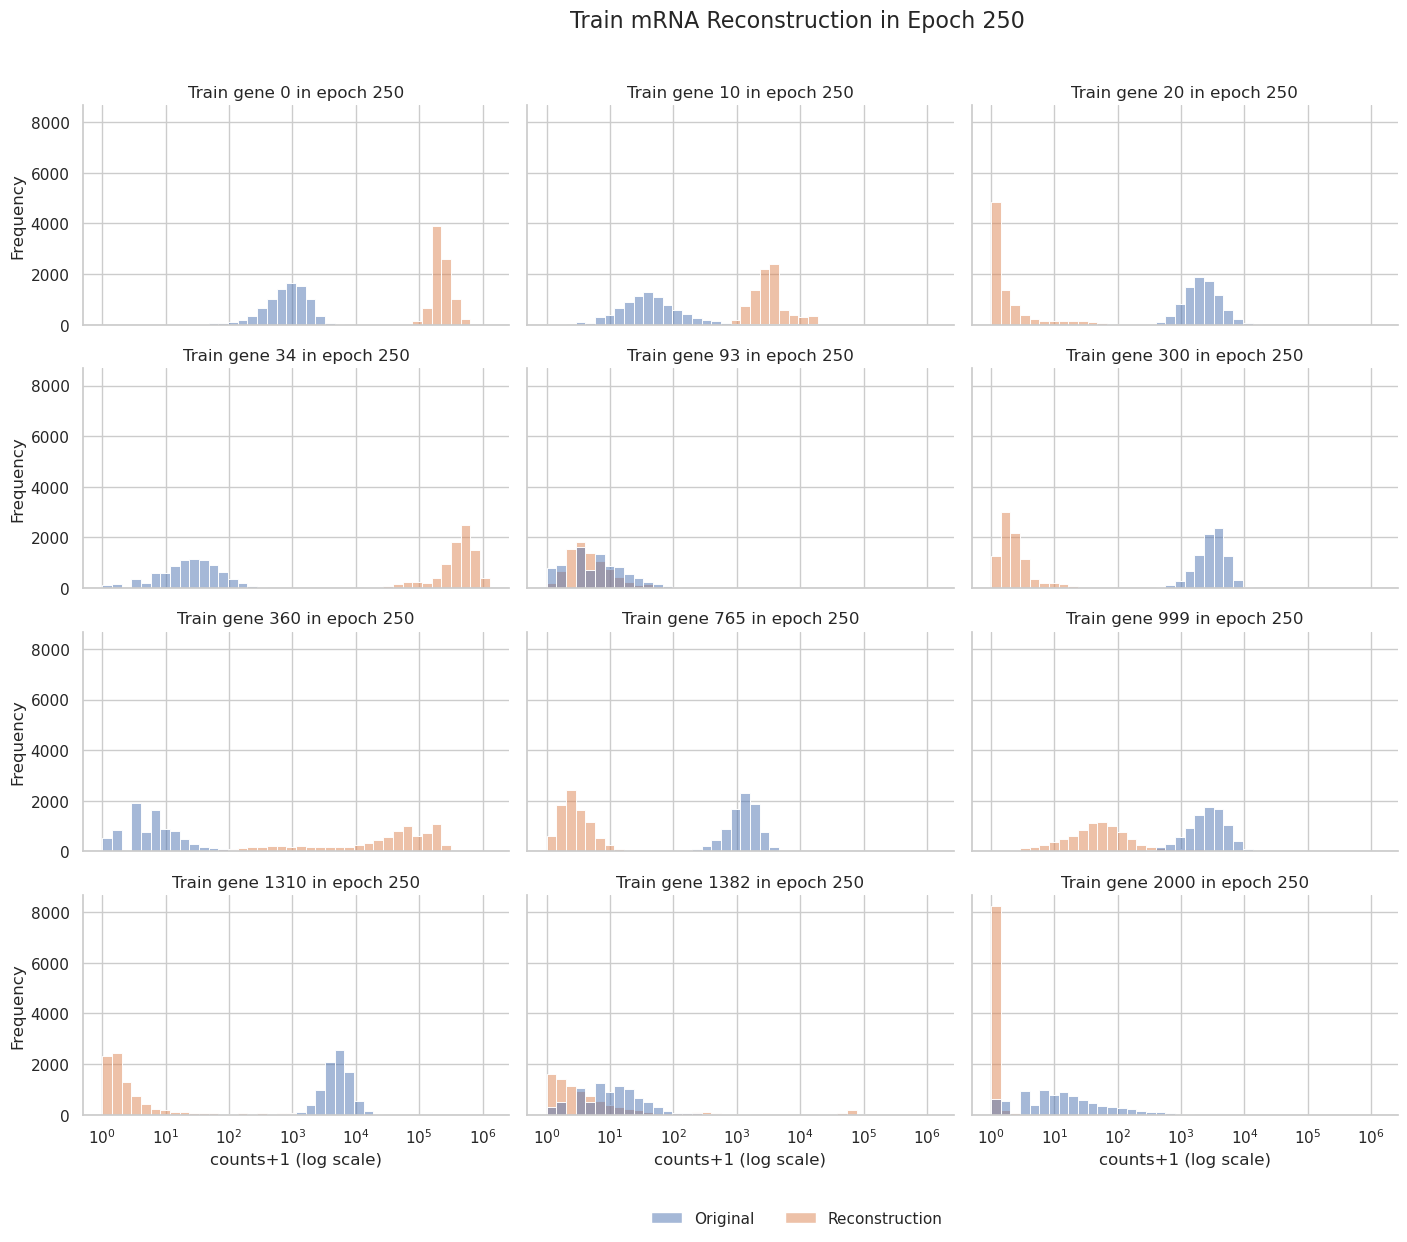 Train mRNA Reconstruction in Epoch 250
Train gene 0 in epoch 250
Train gene 10 in epoch 250
Train gene 20 in epoch 250
8000
6000
4000
2000
0
Frequency
Train gene 34 in epoch 250
Train gene 93 in epoch 250
Train gene 300 in epoch 250
8000
6000
4000
2000
0
Frequency
Train gene 360 in epoch 250
Train gene 765 in epoch 250
Train gene 999 in epoch 250
8000
6000
4000
2000
0
Frequency
Train gene 1310 in epoch 250
Train gene 1382 in epoch 250
Train gene 2000 in epoch 250
8000
6000
4000
2000
0
Frequency
10⁰ 10¹ 10² 10³ 10⁴ 10⁵ 10⁶
10⁰ 10¹ 10² 10³ 10⁴ 10⁵ 10⁶
10⁰ 10¹ 10² 10³ 10⁴ 10⁵ 10⁶
counts+1 (log scale)
counts+1 (log scale)
counts+1 (log scale)
Original
Reconstruction